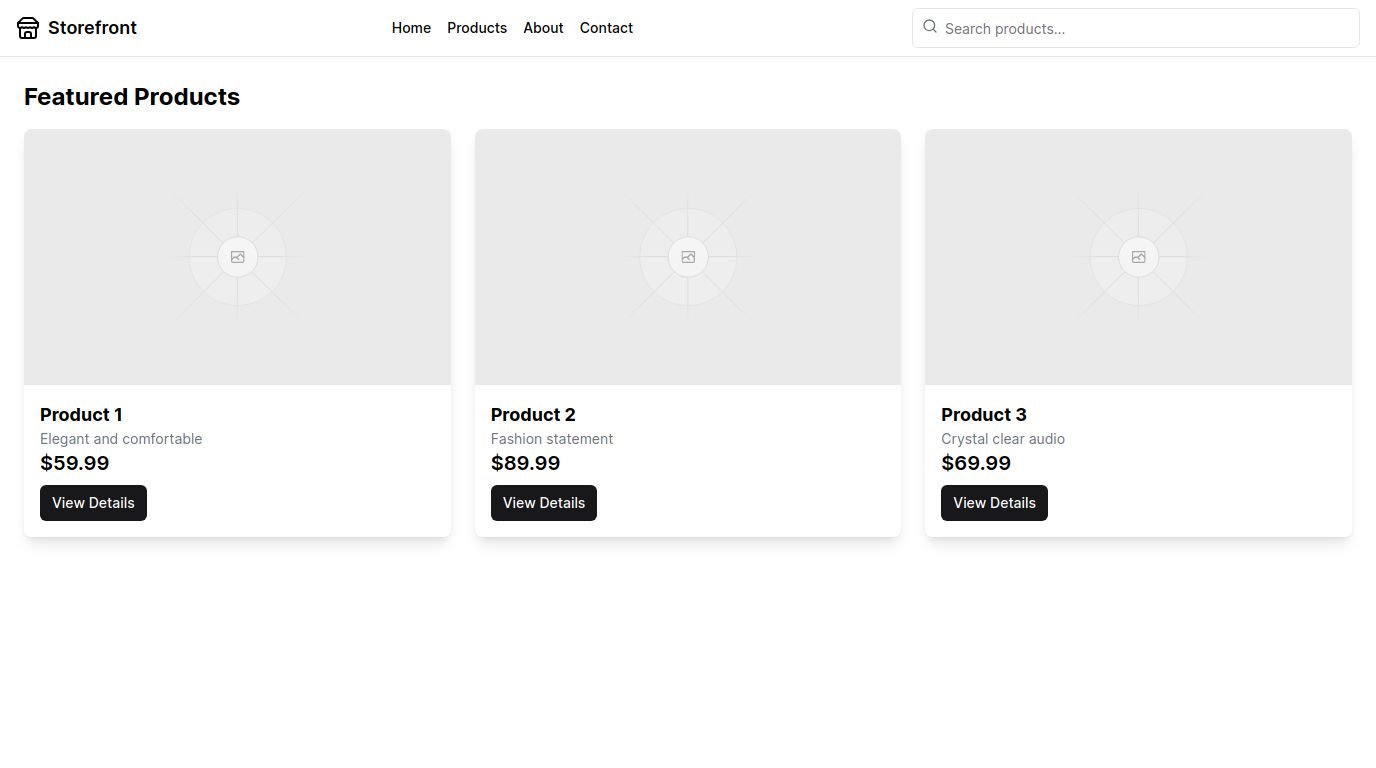 Storefront
Home Products About Contact
Search products...
Featured Products
Product 1
Elegant and comfortable
$59.99
View Details
Product 2
Fashion statement
$89.99
View Details
Product 3
Crystal clear audio
$69.99
View Details